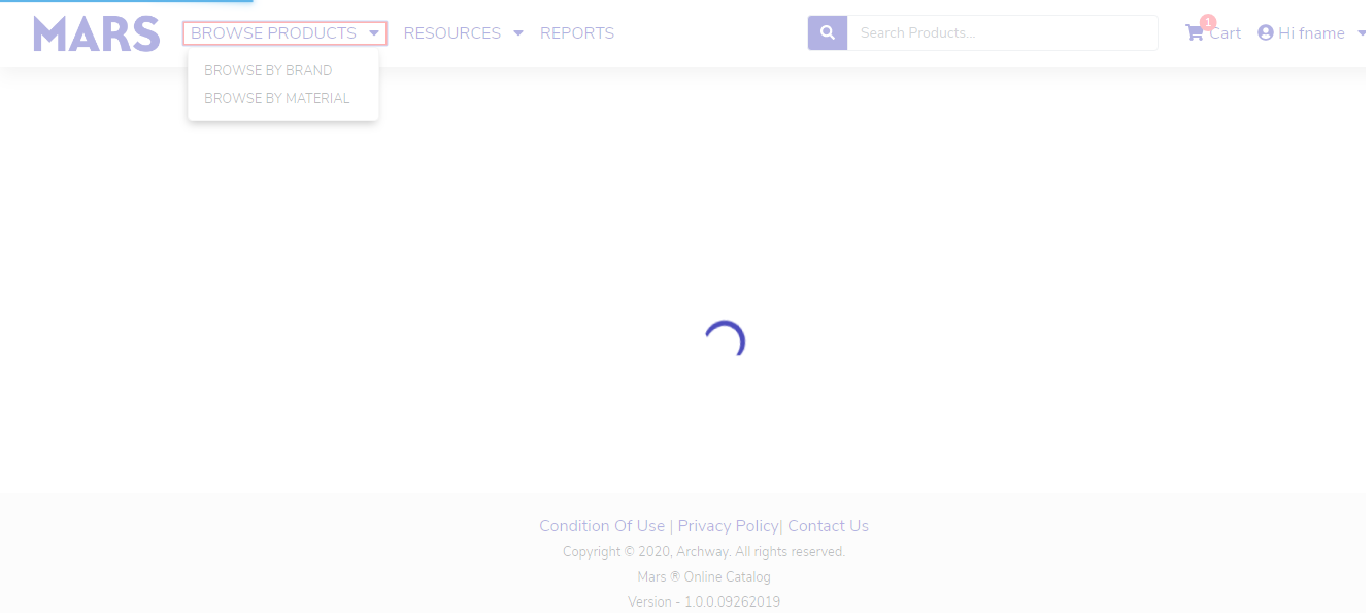 MARS BROWSE PRODUCTS RESOURCES REPORTS Search Products... 1 Cart Hi fname
BROWSE BY BRAND
BROWSE BY MATERIAL
Condition Of Use | Privacy Policy| Contact Us
Copyright © 2020, Archway. All rights reserved.
Mars ® Online Catalog
Version - 1.0.0.09262019